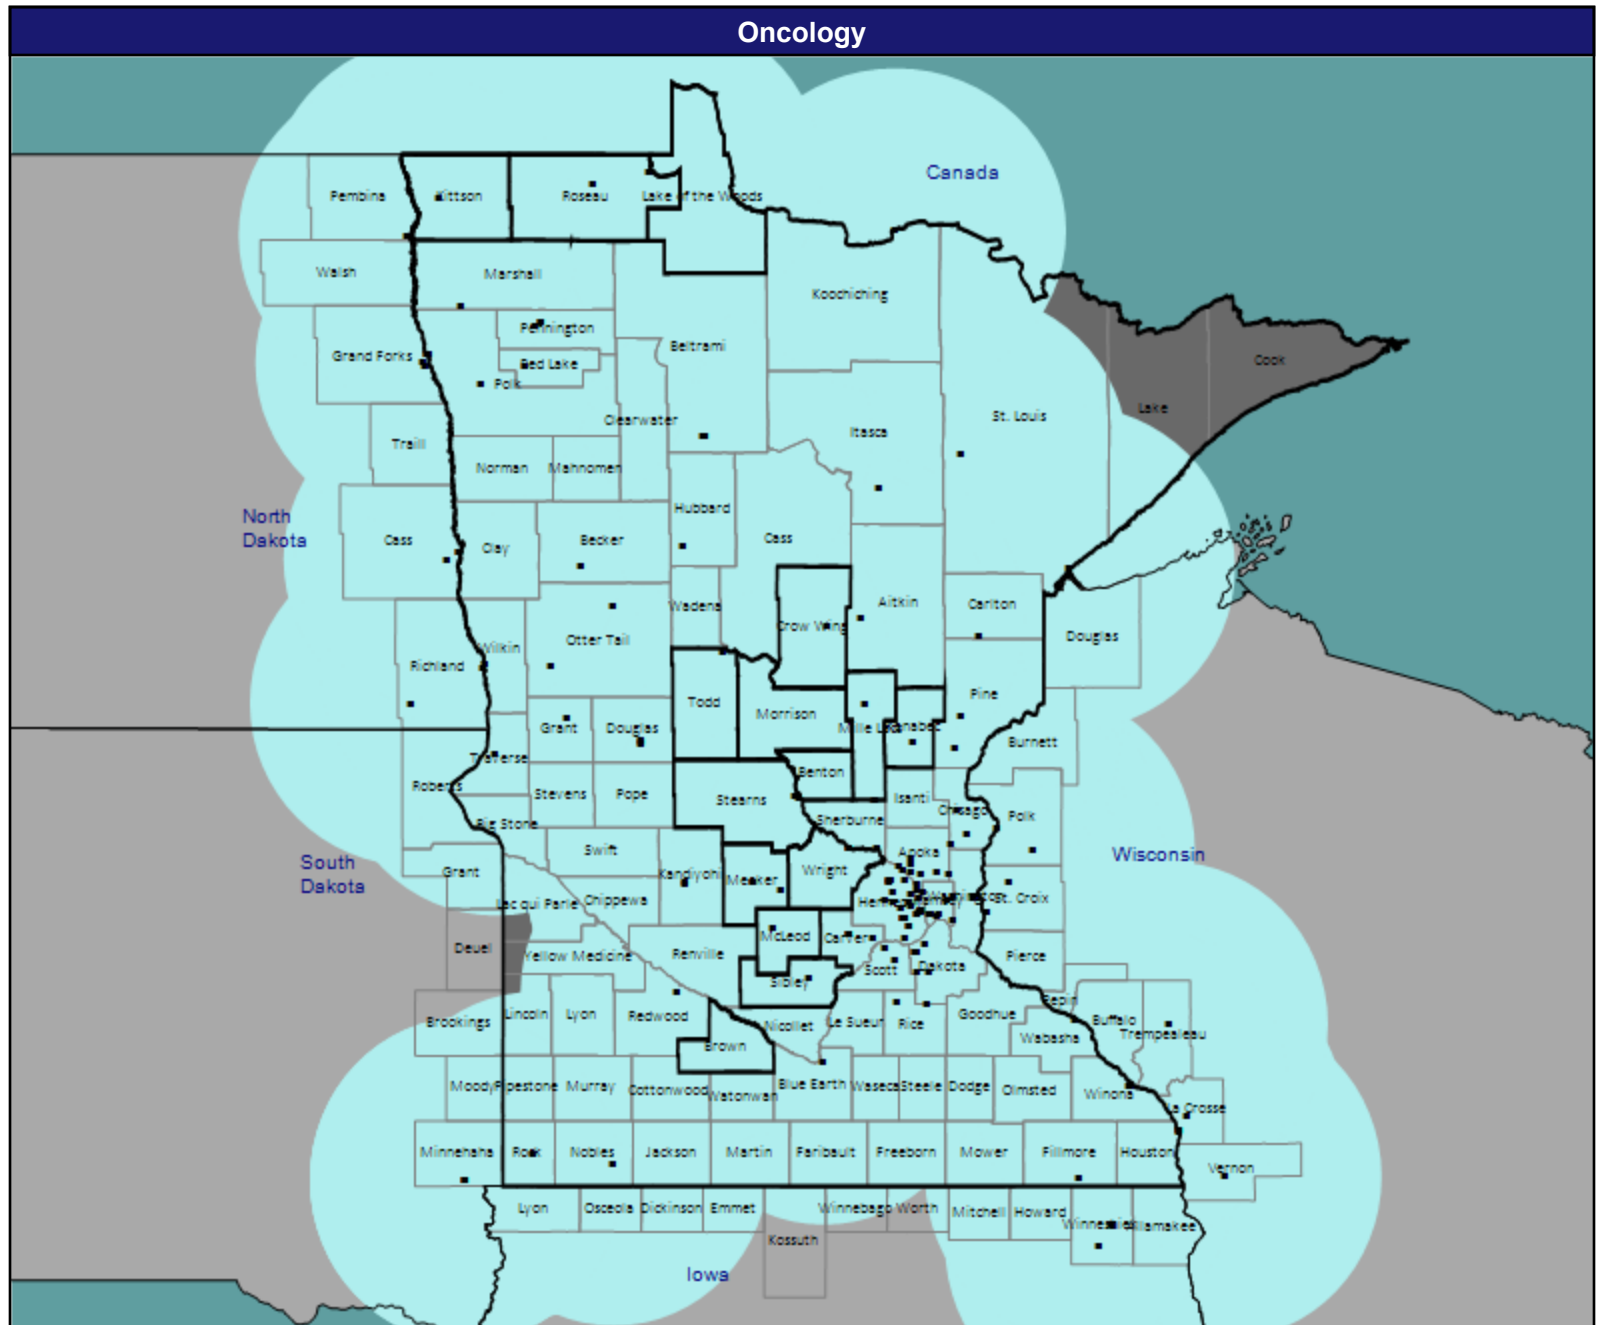 Oncology
Canada
Pembina
Kittson
Roseau
Lake of the Woods
Walsh
Marshall
Koochiching
Pennington
Grand Forks
Beltrami
Red Lake
Cook
Polk
Lake
St. Louis
Clearwater
Itasca
Traill
Norman
Mahnomen
Hubbard
North
Dakota
Cass
Clay
Becker
Cass
Aitkin
Carlton
Wadena
Crow Wing
Douglas
Otter Tail
Wilkin
Richland
Pine
Todd
Morrison
Grant
Douglas
Mille Lacs
Kanabec
Burnett
Traverse
Benton
Roberts
Stevens
Pope
Stearns
Isanti
Chisago
Polk
Big Stone
Sherburne
Swift
Anoka
Wisconsin
South
Dakota
Grant
Kandiyohi
Meeker
Wright
Lac qui Parle
Chippewa
Washington
St. Croix
McLeod
Carver
Deuel
Yellow Medicine
Renville
Scott
Dakota
Pierce
Sibley
Pepin
Brookings
Lincoln
Lyon
Redwood
Nicollet
Le Sueur
Rice
Goodhue
Buffalo
Trempealeau
Wabasha
Brown
Moody
Pipestone
Murray
Cottonwood
Watonwan
Blue Earth
Waseca
Steele
Dodge
Olmsted
Winona
La Crosse
Minnehaha
Rock
Nobles
Jackson
Martin
Faribault
Freeborn
Mower
Fillmore
Houston
Vernon
Lyon
Osceola
Dickinson
Emmet
Winnebago
Worth
Mitchell
Howard
Kossuth
Iowa